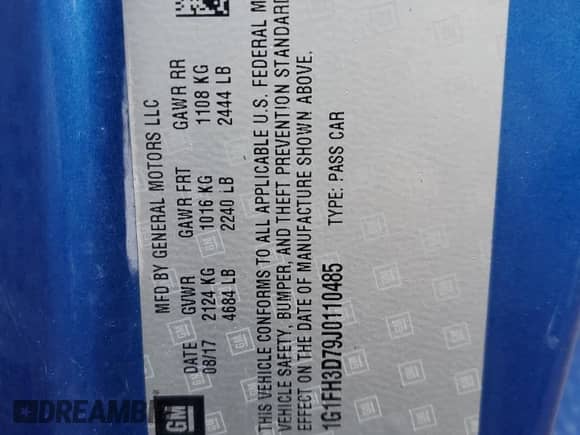 MFD BY GENERAL MOTORS LLC
DATE GVWR GAWR FRT GAWR RR
08/17 2124 KG 1016 KG 1108 KG
4684 LB 2240 LB 2444 LB
THIS VEHICLE CONFORMS TO ALL APPLICABLE U.S. FEDERAL
VEHICLE SAFETY, BUMPER, AND THEFT PREVENTION STANDARD
EFFECT ON THE DATE OF MANUFACTURE SHOWN ABOVE.
1G1FH3D79J0110485 TYPE: PASS CAR
GM